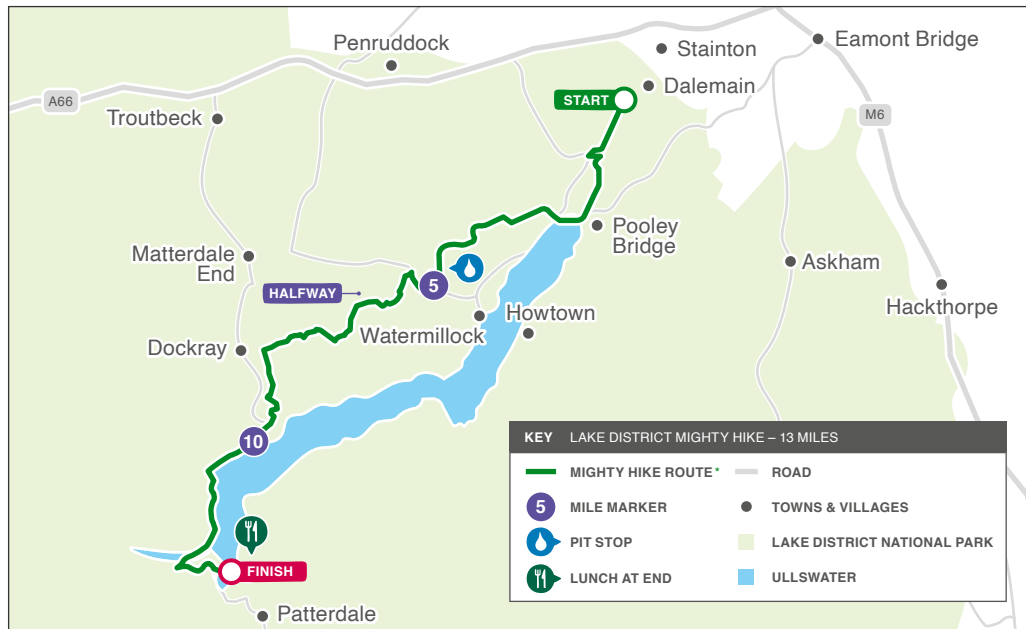 Penruddock
Stainton
Eamont Bridge
Dalemain
A66
START
M6
Troutbeck
Pooley
Bridge
Matterdale
End
Askham
5
HALFWAY
Hackthorpe
Howtown
Watermillock
Dockray
10
KEY LAKE DISTRICT MIGHTY HIKE – 13 MILES
MIGHTY HIKE ROUTE* ROAD
5 MILE MARKER TOWNS & VILLAGES
PIT STOP LAKE DISTRICT NATIONAL PARK
LUNCH AT END ULLSWATER
FINISH
Patterdale